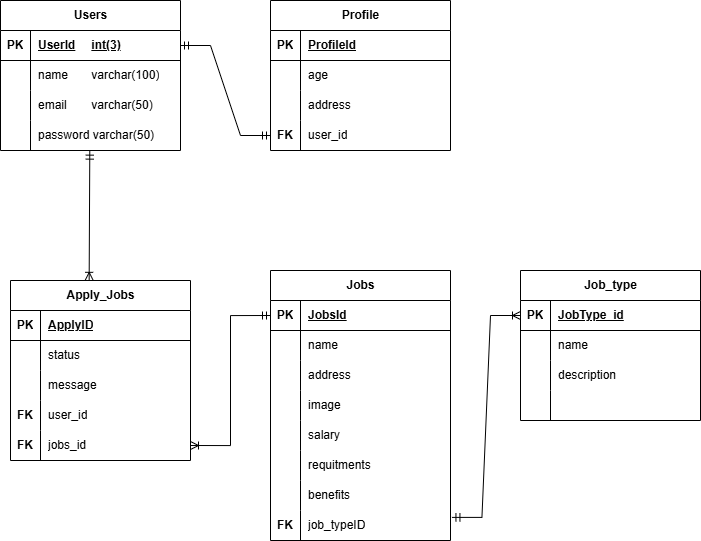 Users
PK UserId int(3)
name varchar(100)
email varchar(50)
password varchar(50)
Profile
PK ProfileId
age
address
FK user_id
Apply_Jobs
PK ApplyID
status
message
FK user_id
FK jobs_id
Jobs
PK JobsId
name
address
image
salary
requitments
benefits
FK job_typeID
Job_type
PK JobType_id
name
description